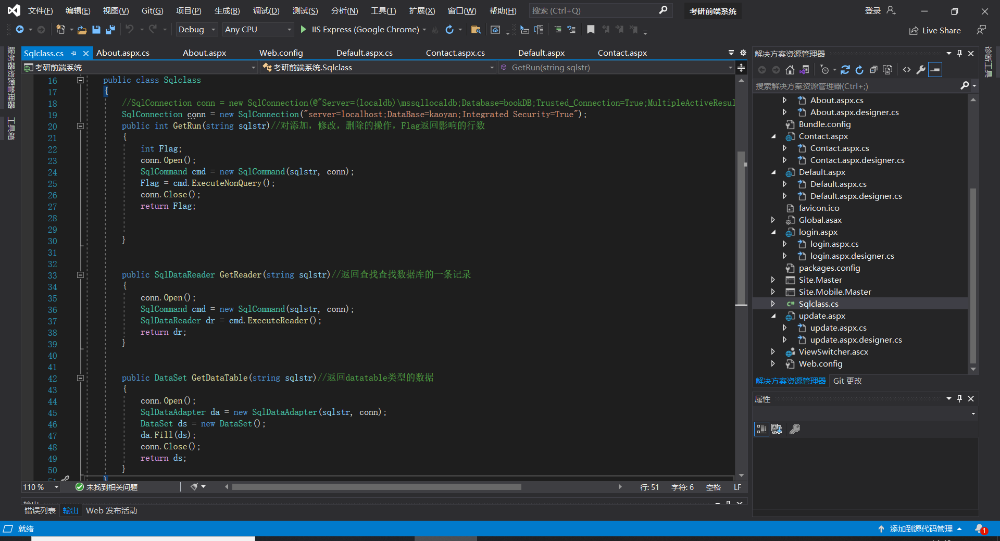 文件(F) 编辑(E) 视图(V) Git(G) 项目(P) 生成(B) 调试(D) 测试(S) 分析(N) 工具(T) 扩展(X) 窗口(W) 帮助(H) 搜索 (Ctrl+Q) 考研前端系统 登录
Debug Any CPU IIS Express (Google Chrome) Live Share
服务器资源管理器
工具箱
Sqlclass.cs About.aspx.cs About.aspx Web.config Default.aspx.cs Contact.aspx.cs Default.aspx Contact.aspx
考研前端系统 考研前端系统.Sqlclass GetRun(string sqlstr)
16 public class Sqlclass
17 {
18 //SqlConnection conn = new SqlConnection(@"Server=(localdb)\mssqllocaldb;Database=bookDB;Trusted_Connection=True;MultipleActiveResul
19 SqlConnection conn = new SqlConnection("server=localhost;DataBase=kaoyan;Integrated Security=True");
20 public int GetRun(string sqlstr)//对添加，修改，删除的操作，Flag返回影响的行数
21 {
22 int Flag;
23 conn.Open();
24 SqlCommand cmd = new SqlCommand(sqlstr, conn);
25 Flag = cmd.ExecuteNonQuery();
26 conn.Close();
27 return Flag;
28
29
30 }
31
32
33 public SqlDataReader GetReader(string sqlstr)//返回查找查找数据库的一条记录
34 {
35 conn.Open();
36 SqlCommand cmd = new SqlCommand(sqlstr, conn);
37 SqlDataReader dr = cmd.ExecuteReader();
38 return dr;
39 }
40
41
42 public DataSet GetDataTable(string sqlstr)//返回datatable类型的数据
43 {
44 conn.Open();
45 SqlDataAdapter da = new SqlDataAdapter(sqlstr, conn);
46 DataSet ds = new DataSet();
47 da.Fill(ds);
48 conn.Close();
49 return ds;
50 }
51 }
110 % 未找到相关问题 行: 51 字符: 6 空格 LF
输出
错误列表 输出 Web 发布活动
解决方案资源管理器
搜索解决方案资源管理器(Ctrl+;)
About.aspx.cs
About.aspx.designer.cs
Bundle.config
Contact.aspx
Contact.aspx.cs
Contact.aspx.designer.cs
Default.aspx
Default.aspx.cs
Default.aspx.designer.cs
favicon.ico
Global.asax
login.aspx
login.aspx.cs
login.aspx.designer.cs
packages.config
Site.Master
Site.Mobile.Master
C# Sqlclass.cs
update.aspx
update.aspx.cs
update.aspx.designer.cs
ViewSwitcher.ascx
Web.config
解决方案资源管理器 Git 更改
属性
诊断工具
就绪 添加到源代码管理 1